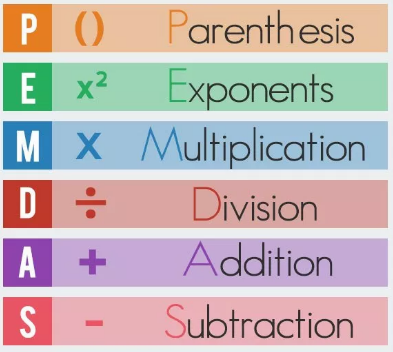 P () Parenthesis
E x² Exponents
M X Multiplication
D ÷ Division
A + Addition
S - Subtraction